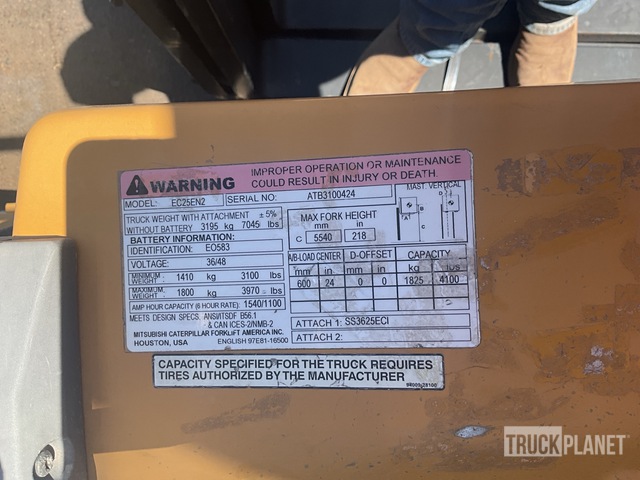 WARNING
IMPROPER OPERATION OR MAINTENANCE
COULD RESULT IN INJURY OR DEATH.
MODEL: EC25EN2
SERIAL NO: ATB3100424
TRUCK WEIGHT WITH ATTACHMENT ± 5%
WITHOUT BATTERY 3195 kg 7045 lbs
BATTERY INFORMATION:
IDENTIFICATION: EO583
VOLTAGE: 36/48
MINIMUM WEIGHT: 1410 kg 3100 lbs
MAXIMUM WEIGHT: 1800 kg 3970 lbs
AMP HOUR CAPACITY (6 HOUR RATE): 1540/1100
MEETS DESIGN SPECS. ANSI/ITSDF B56.1
& CAN ICES-2/NMB-2
MITSUBISHI CATERPILLAR FORKLIFT AMERICA INC.
HOUSTON, USA ENGLISH 97E81-16500
MAX FORK HEIGHT
mm in
C 5540 218
MAST VERTICAL
A/B-LOAD CENTER D-OFFSET CAPACITY
mm in mm in kg lbs
600 24 0 0 1825 4100
ATTACH 1: SS3625ECI
ATTACH 2:
CAPACITY SPECIFIED FOR THE TRUCK REQUIRES
TIRES AUTHORIZED BY THE MANUFACTURER
TRUCKPLANET